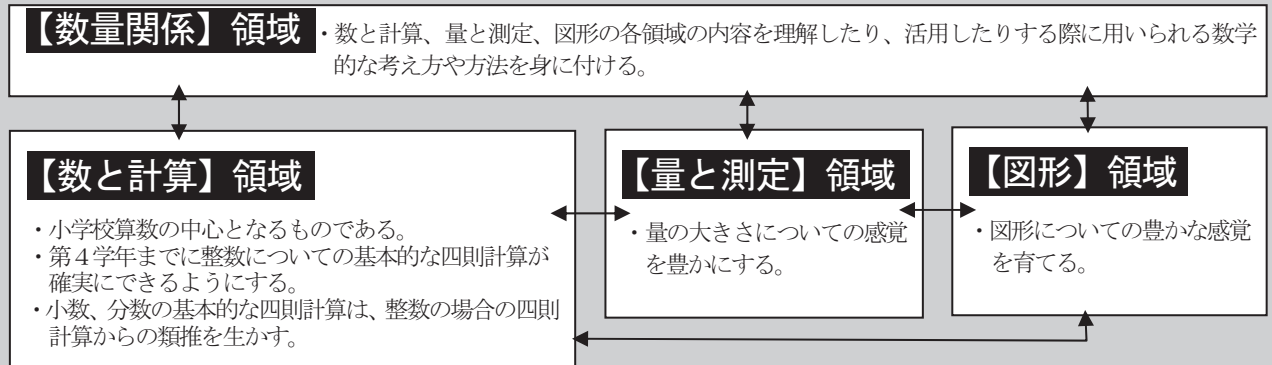 【数量関係】領域 ・数と計算、量と測定、図形の各領域の内容を理解したり、活用したりする際に用いられる数学
的な考え方や方法を身に付ける。
【数と計算】領域
・小学校算数の中心となるものである。
・第４学年までに整数についての基本的な四則計算が
確実にできるようにする。
・小数、分数の基本的な四則計算は、整数の場合の四則
計算からの類推を生かす。
【量と測定】領域
・量の大きさについての感覚
を豊かにする。
【図形】領域
・図形についての豊かな感覚
を育てる。